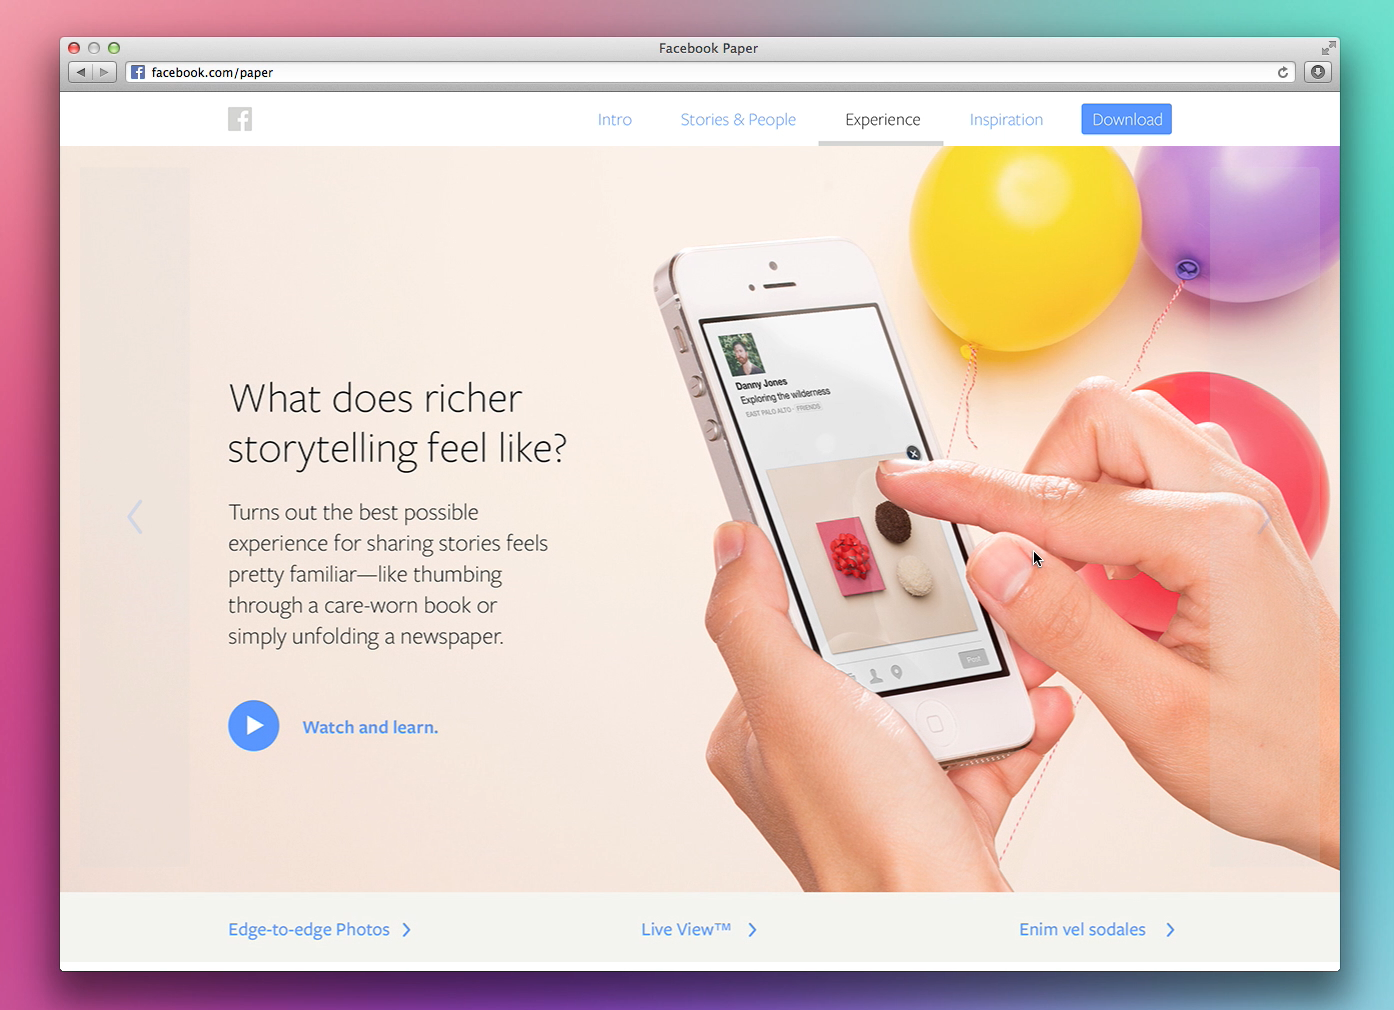 Facebook Paper
facebook.com/paper
Intro
Stories & People
Experience
Inspiration
Download
Danny Jones
Exploring the wilderness
EAST PALO ALTO · FRIENDS
What does richer
storytelling feel like?
Turns out the best possible
experience for sharing stories feels
pretty familiar—like thumbing
through a care-worn book or
simply unfolding a newspaper.
Post
Watch and learn.
Edge-to-edge Photos
Live View™
Enim vel sodales